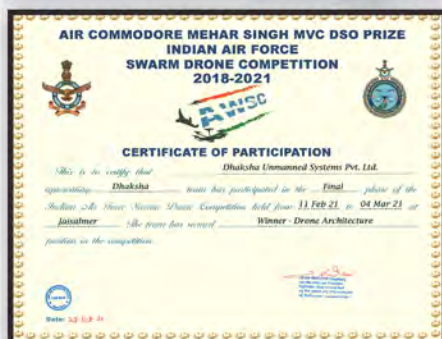 AIR COMMODORE MEHAR SINGH MVC DSO PRIZE
INDIAN AIR FORCE
SWARM DRONE COMPETITION
2018-2021
AWSC
CERTIFICATE OF PARTICIPATION
This is to certify that Dhaksha Unmanned Systems Pvt. Ltd.
representing Dhaksha team has participated in the Final phase of the
Indian Air Force Swarm Drone Competition held from 11 Feb 21 to 04 Mar 21 at
Jaisalmer The team has secured Winner - Drone Architecture
position in the competition
Date: